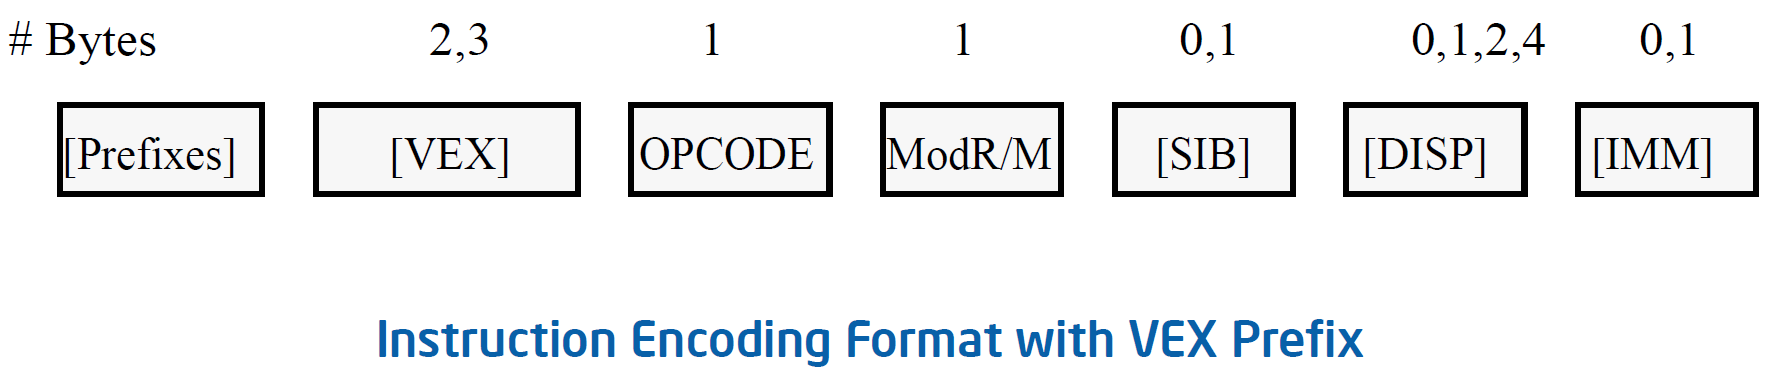 # Bytes 2,3 1 1 0,1 0,1,2,4 0,1
[Prefixes] [VEX] OPCODE ModR/M [SIB] [DISP] [IMM]
Instruction Encoding Format with VEX Prefix